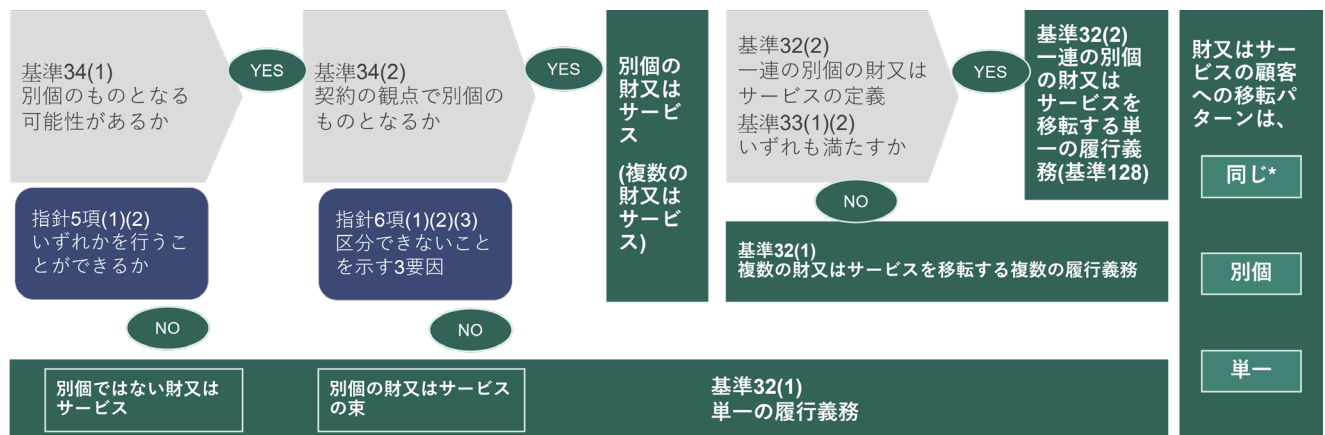 基準34(1)
別個のものとなる
可能性があるか
YES
基準34(2)
契約の観点で別個の
ものとなるか
YES
別個の
財又は
サービ
ス
(複数の
財又は
サービ
ス)
基準32(2)
一連の別個の財又は
サービスの定義
基準33(1)(2)
いずれも満たすか
YES
基準32(2)
一連の別個
の財又は
サービスを
移転する単
一の履行義
務(基準128)
財又はサー
ビスの顧客
への移転パ
ターンは、
同じ*
別個
単一
指針5項(1)(2)
いずれかを行うこ
とができるか
指針6項(1)(2)(3)
区分できないこと
を示す3要因
NO
基準32(1)
複数の財又はサービスを移転する複数の履行義務
NO
NO
別個ではない財又は
サービス
別個の財又はサービス
の束
基準32(1)
単一の履行義務